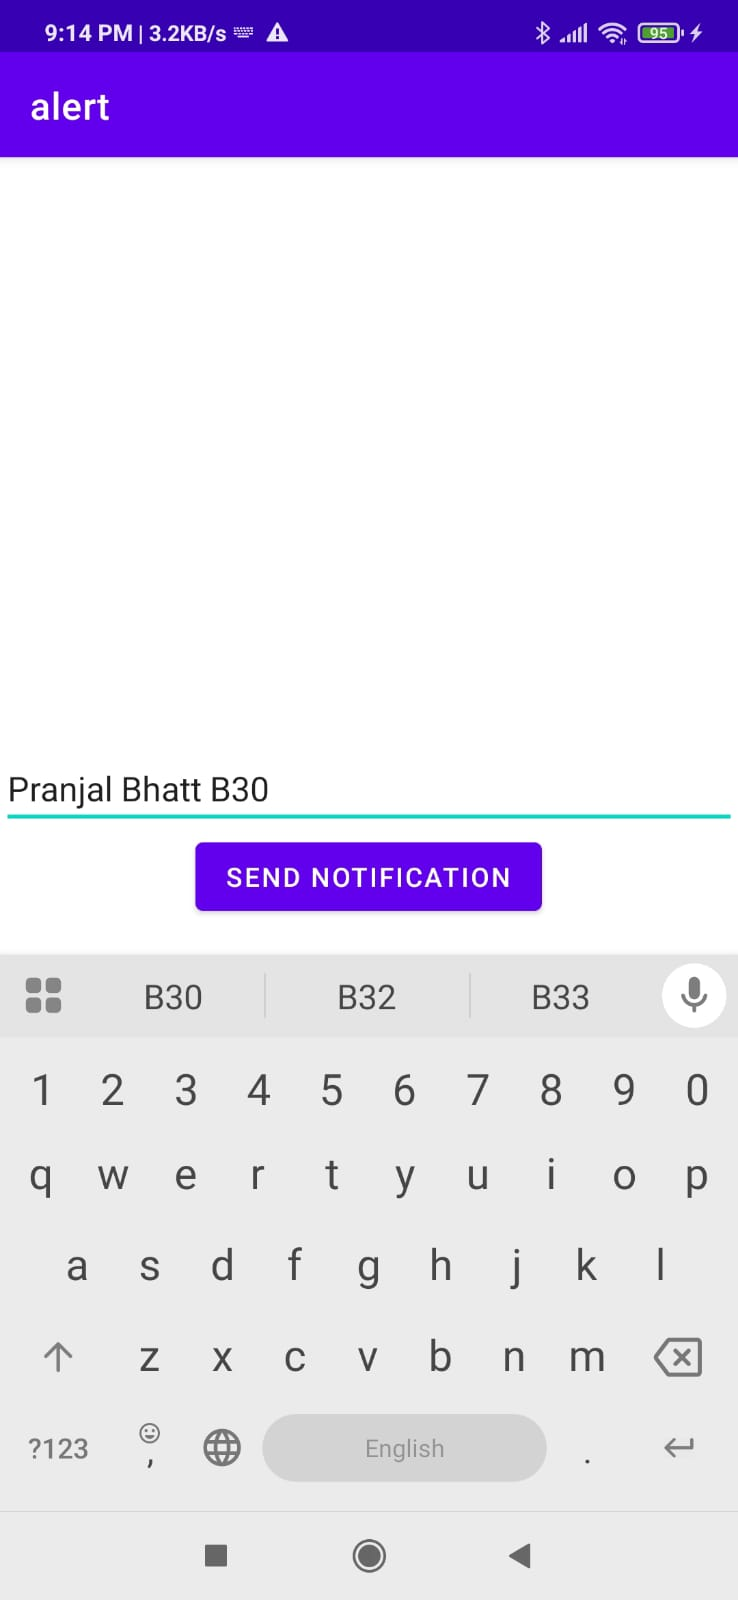 9:14 PM | 3.2KB/s 95
alert
Pranjal Bhatt B30
SEND NOTIFICATION
B30 B32 B33
1 2 3 4 5 6 7 8 9 0
q w e r t y u i o p
a s d f g h j k l
z x c v b n m
?123 , English .